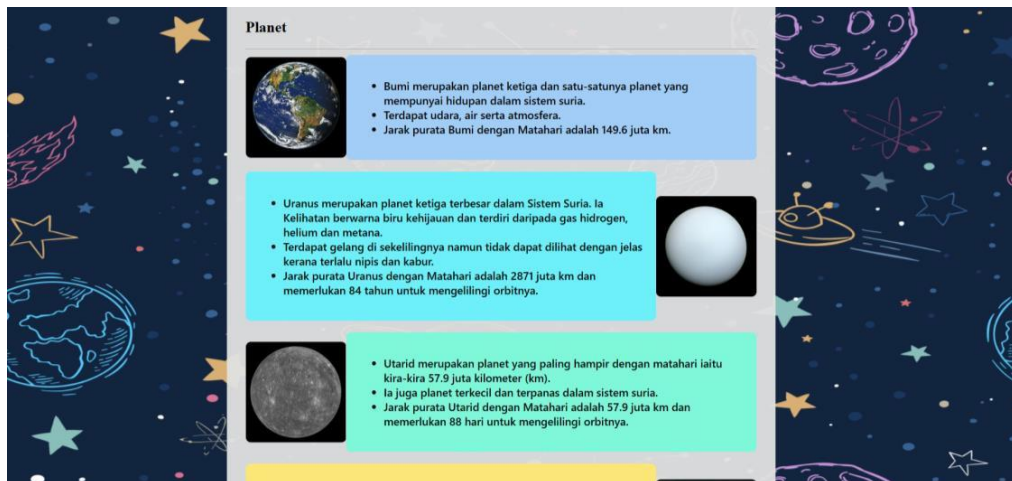 Planet
• Bumi merupakan planet ketiga dan satu-satunya planet yang
mempunyai hidupan dalam sistem suria.
• Terdapat udara, air serta atmosfera.
• Jarak purata Bumi dengan Matahari adalah 149.6 juta km.
• Uranus merupakan planet ketiga terbesar dalam Sistem Suria. Ia
Kelihatan berwarna biru kehijauan dan terdiri daripada gas hidrogen,
helium dan metana.
• Terdapat gelang di sekelilingnya namun tidak dapat dilihat dengan jelas
kerana terlalu nipis dan kabur.
• Jarak purata Uranus dengan Matahari adalah 2871 juta km dan
memerlukan 84 tahun untuk mengelilingi orbitnya.
• Utarid merupakan planet yang paling hampir dengan matahari iaitu
kira-kira 57.9 juta kilometer (km).
• Ia juga planet terkecil dan terpanas dalam sistem suria.
• Jarak purata Utarid dengan Matahari adalah 57.9 juta km dan
memerlukan 88 hari untuk mengelilingi orbitnya.